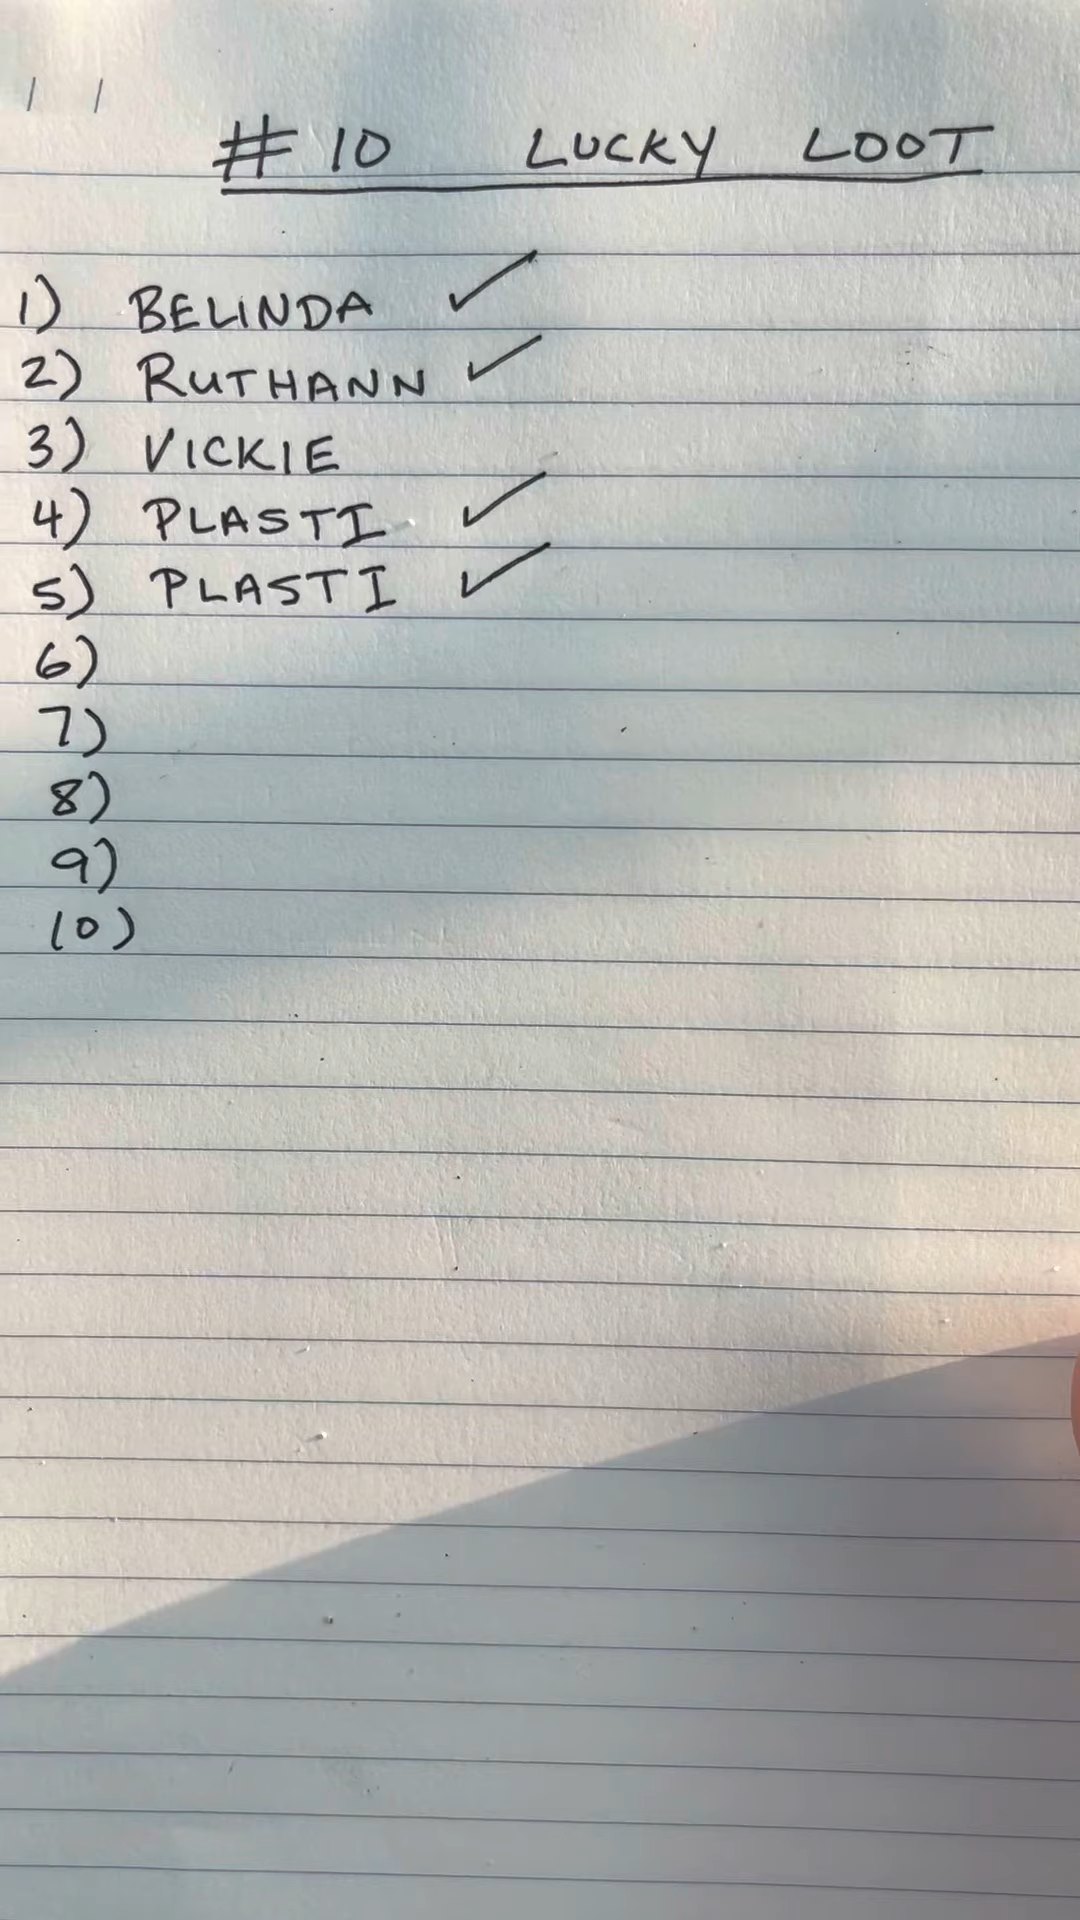 # 10 LUCKY LOOT
1) BELINDA ✓
2) RUTHANN ✓
3) VICKIE
4) PLASTI ✓
5) PLASTI ✓
6)
7)
8)
9)
10)